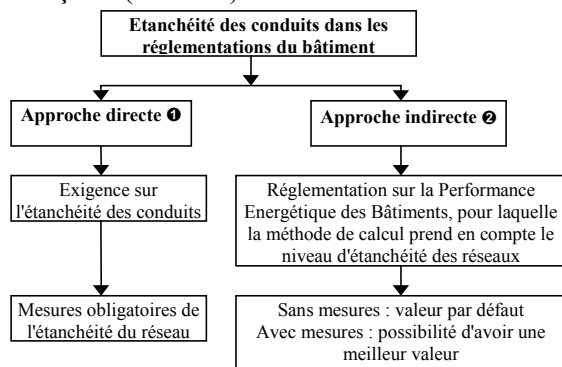 Etanchéité des conduits dans les
réglementations du bâtiment
Approche directe ❶
Approche indirecte ❷
Exigence sur
l'étanchéité des conduits
Réglementation sur la Performance
Energétique des Bâtiments, pour laquelle
la méthode de calcul prend en compte le
niveau d'étanchéité des réseaux
Mesures obligatoires de
l'étanchéité du réseau
Sans mesures : valeur par défaut
Avec mesures : possibilité d'avoir une
meilleur valeur